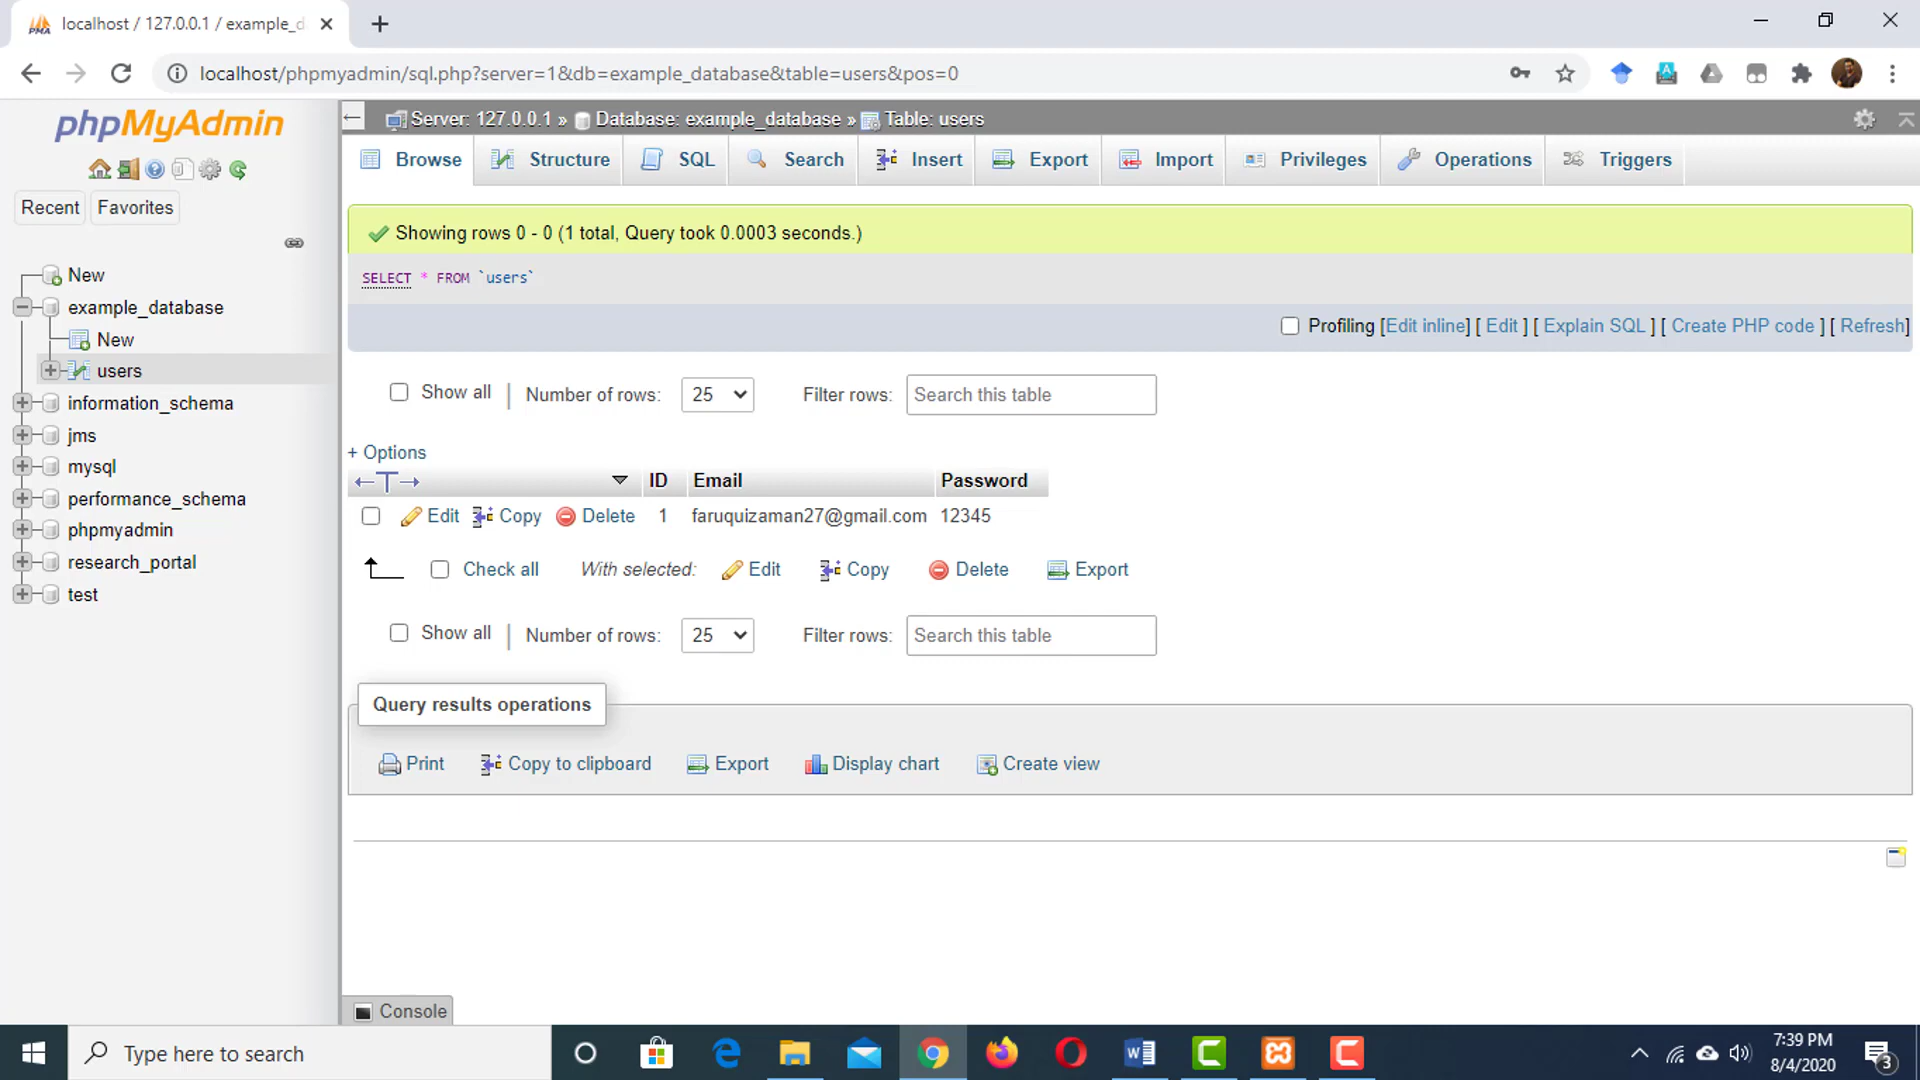 localhost / 127.0.0.1 / example_d
localhost/phpmyadmin/sql.php?server=1&db=example_database&table=users&pos=0
phpMyAdmin
Recent Favorites
New
example_database
New
users
information_schema
jms
mysql
performance_schema
phpmyadmin
research_portal
test
Server: 127.0.0.1 » Database: example_database » Table: users
Browse Structure SQL Search Insert Export Import Privileges Operations Triggers
Showing rows 0 - 0 (1 total, Query took 0.0003 seconds.)
SELECT * FROM `users`
Profiling [Edit inline] [ Edit ] [ Explain SQL ] [ Create PHP code ] [ Refresh]
Show all | Number of rows: 25 Filter rows: Search this table
+ Options
←T→ ID Email Password
Edit Copy Delete 1 faruquizaman27@gmail.com 12345
Check all With selected: Edit Copy Delete Export
Show all | Number of rows: 25 Filter rows: Search this table
Query results operations
Print Copy to clipboard Export Display chart Create view
Console
Type here to search
7:39 PM
8/4/2020
3